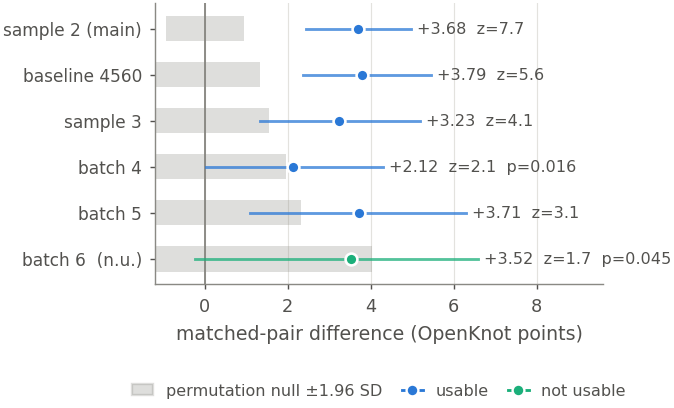 sample 2 (main)
+3.68  z=7.7
baseline 4560
+3.79  z=5.6
sample 3
+3.23  z=4.1
batch 4
+2.12  z=2.1  p=0.016
batch 5
+3.71  z=3.1
batch 6  (n.u.)
+3.52  z=1.7  p=0.045
0 2 4 6 8
matched-pair difference (OpenKnot points)
permutation null ±1.96 SD usable not usable